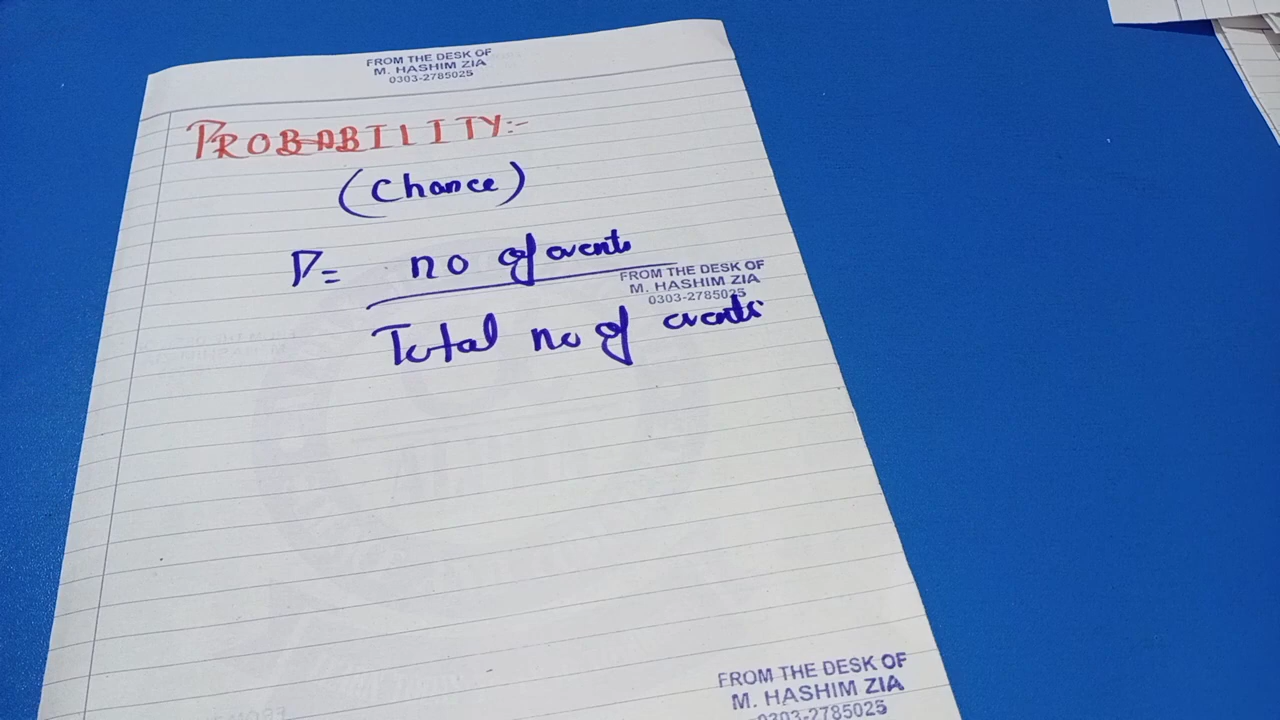 FROM THE DESK OF
M. HASHIM ZIA
0303-2785025
PROBABILITY:-
(Chance)
P= no of events
FROM THE DESK OF
M. HASHIM ZIA
0303-2785025
Total no of events
FROM THE DESK OF
M. HASHIM ZIA
0303-2785025